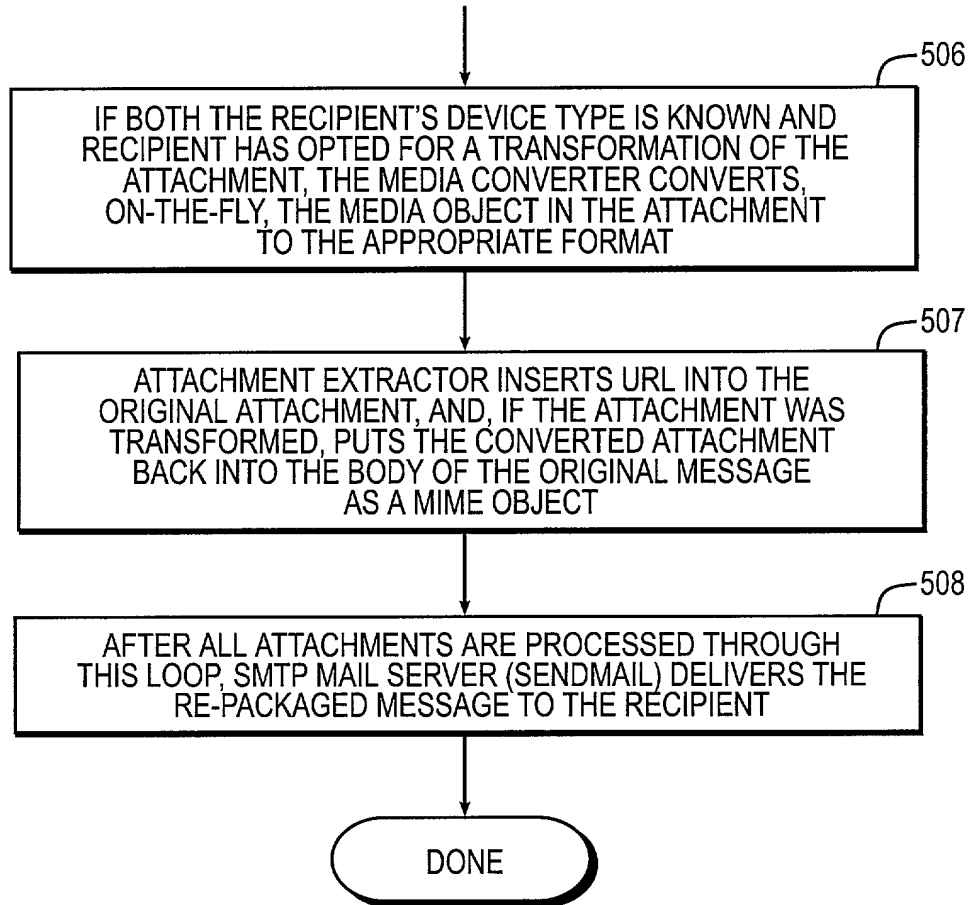 506
IF BOTH THE RECIPIENT'S DEVICE TYPE IS KNOWN AND
RECIPIENT HAS OPTED FOR A TRANSFORMATION OF THE
ATTACHMENT, THE MEDIA CONVERTER CONVERTS,
ON-THE-FLY, THE MEDIA OBJECT IN THE ATTACHMENT
TO THE APPROPRIATE FORMAT
507
ATTACHMENT EXTRACTOR INSERTS URL INTO THE
ORIGINAL ATTACHMENT, AND, IF THE ATTACHMENT WAS
TRANSFORMED, PUTS THE CONVERTED ATTACHMENT
BACK INTO THE BODY OF THE ORIGINAL MESSAGE
AS A MIME OBJECT
508
AFTER ALL ATTACHMENTS ARE PROCESSED THROUGH
THIS LOOP, SMTP MAIL SERVER (SENDMAIL) DELIVERS THE
RE-PACKAGED MESSAGE TO THE RECIPIENT
DONE